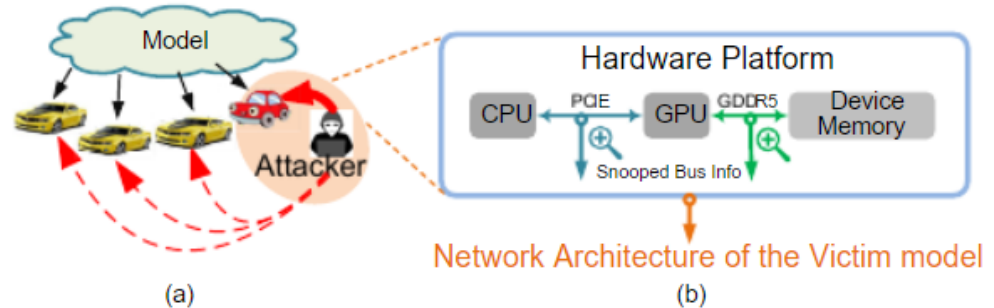 Model
Attacker
(a)
Hardware Platform
CPU
PCIE
GPU
GDDR5
Device
Memory
Snooped Bus Info
Network Architecture of the Victim model
(b)